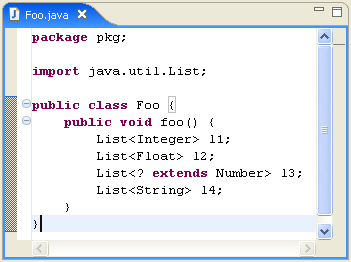 Foo.java
package pkg;
import java.util.List;
public class Foo {
    public void foo() {
        List<Integer> l1;
        List<Float> l2;
        List<? extends Number> l3;
        List<String> l4;
    }
}